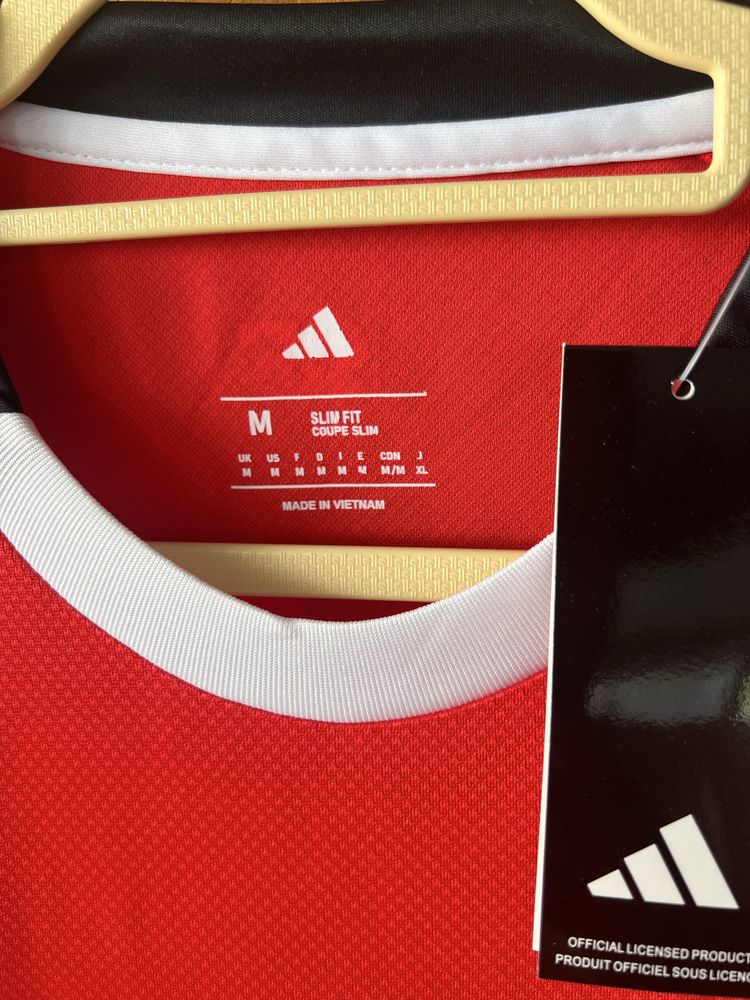 M
SLIM FIT
COUPE SLIM
UK US F D I E CDN J
M M M M M M M/M XL
MADE IN VIETNAM
OFFICIAL LICENSED PRODUCT
PRODUIT OFFICIEL SOUS LICENC